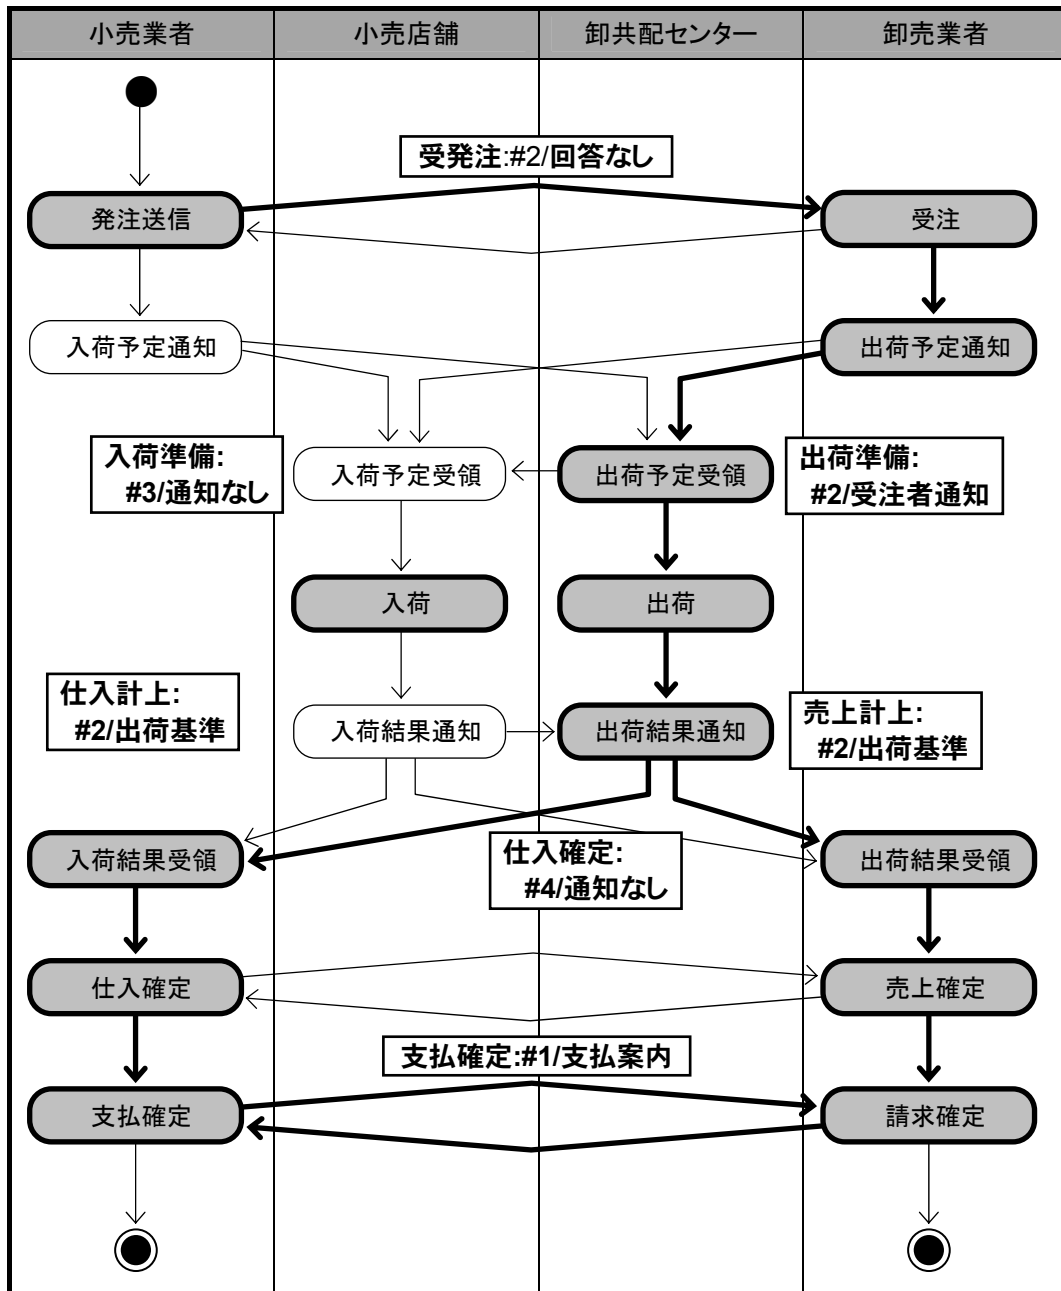 小売業者
小売店舗
卸共配センター
卸売業者
受発注:#2/回答なし
発注送信
受注
入荷予定通知
出荷予定通知
入荷準備:
#3/通知なし
入荷予定受領
出荷予定受領
出荷準備:
#2/受注者通知
入荷
出荷
仕入計上:
#2/出荷基準
入荷結果通知
出荷結果通知
売上計上:
#2/出荷基準
入荷結果受領
仕入確定:
#4/通知なし
出荷結果受領
仕入確定
売上確定
支払確定:#1/支払案内
支払確定
請求確定